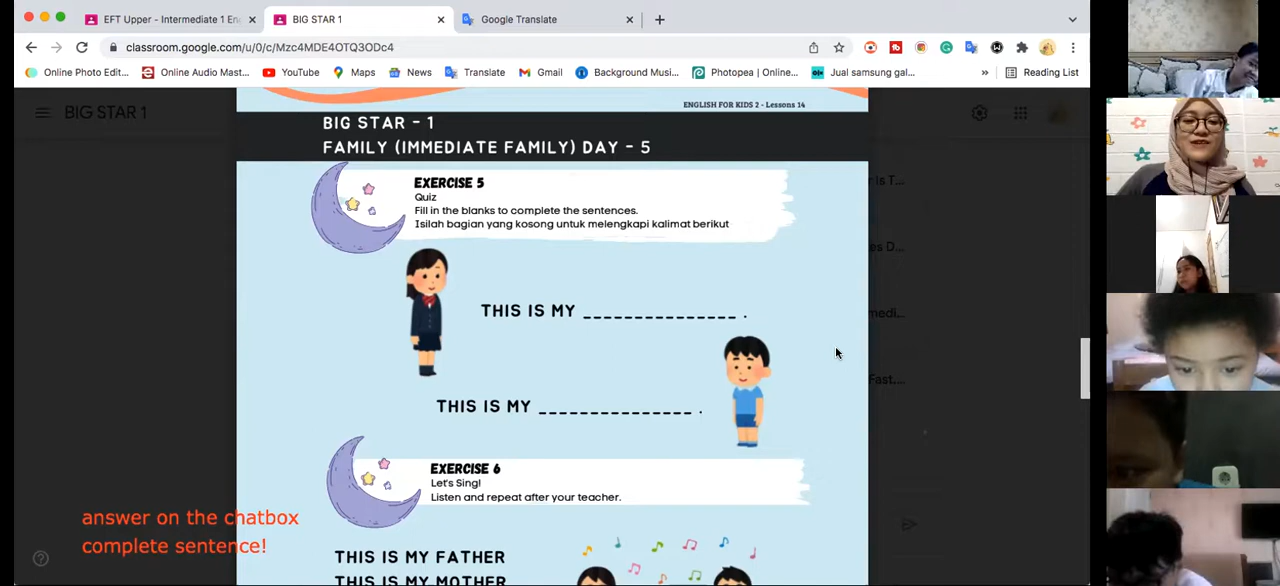 EFT Upper - Intermediate 1 En
BIG STAR 1
Google Translate
classroom.google.com/u/0/c/Mzc4MDE4OTQ3ODc4
Online Photo Edit...
Online Audio Mast...
YouTube
Maps
News
Translate
Gmail
Background Musi...
Photopea | Online...
Jual samsung gal...
»
Reading List
BIG STAR 1
ENGLISH FOR KIDS 2 - Lessons 14
BIG STAR - 1
FAMILY (IMMEDIATE FAMILY) DAY - 5
EXERCISE 5
Quiz
Fill in the blanks to complete the sentences.
Isilah bagian yang kosong untuk melengkapi kalimat berikut
THIS IS MY _______________ .
THIS IS MY _______________ .
EXERCISE 6
Let's Sing!
Listen and repeat after your teacher.
THIS IS MY FATHER
THIS IS MY MOTHER
r is T...
es D...
medi...
Fast,...
answer on the chatbox
complete sentence!